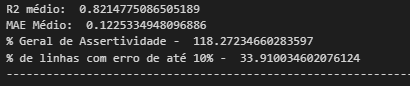 R2 médio:  0.8214775086505189
MAE Médio:  0.1225334948096886
% Geral de Assertividade -  118.27234660283597
% de linhas com erro de até 10% -  33.910034602076124
--------------------------------------------------------------